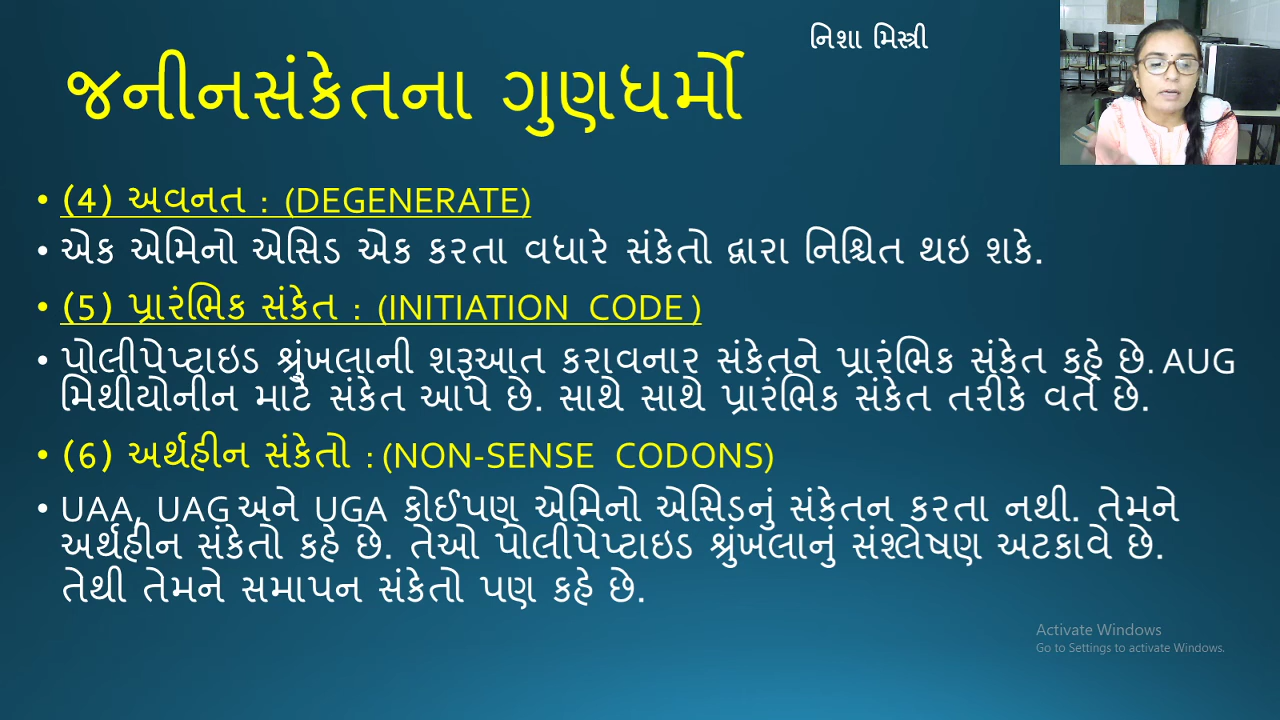 નિશા મિસ્ત્રી
જનીનસંકેતના ગુણધર્મો
• (4) અવનત : (DEGENERATE)
• એક એમિનો એસિડ એક કરતા વધારે સંકેતો દ્વારા નિશ્ચિત થઇ શકે.
• (5) પ્રારંભિક સંકેત : (INITIATION CODE )
• પોલીપેપ્ટાઇડ શ્રુંખલાની શરૂઆત કરાવનાર સંકેતને પ્રારંભિક સંકેત કહે છે. AUG
મિથીયોનીન માટે સંકેત આપે છે. સાથે સાથે પ્રારંભિક સંકેત તરીકે વર્તે છે.
• (6) અર્થહીન સંકેતો : (NON-SENSE CODONS)
• UAA, UAG અને UGA કોઈપણ એમિનો એસિડનું સંકેતન કરતા નથી. તેમને
અર્થહીન સંકેતો કહે છે. તેઓ પોલીપેપ્ટાઇડ શ્રુંખલાનું સંશ્લેષણ અટકાવે છે.
તેથી તેમને સમાપન સંકેતો પણ કહે છે.
Activate Windows
Go to Settings to activate Windows.